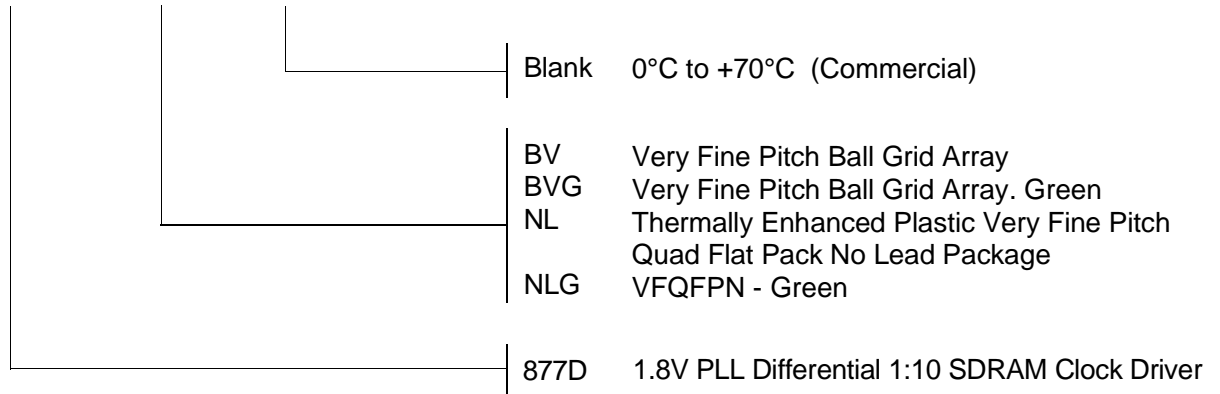 Blank 0°C to +70°C (Commercial)
BV Very Fine Pitch Ball Grid Array
BVG Very Fine Pitch Ball Grid Array. Green
NL Thermally Enhanced Plastic Very Fine Pitch
Quad Flat Pack No Lead Package
NLG VFQFPN - Green
877D 1.8V PLL Differential 1:10 SDRAM Clock Driver